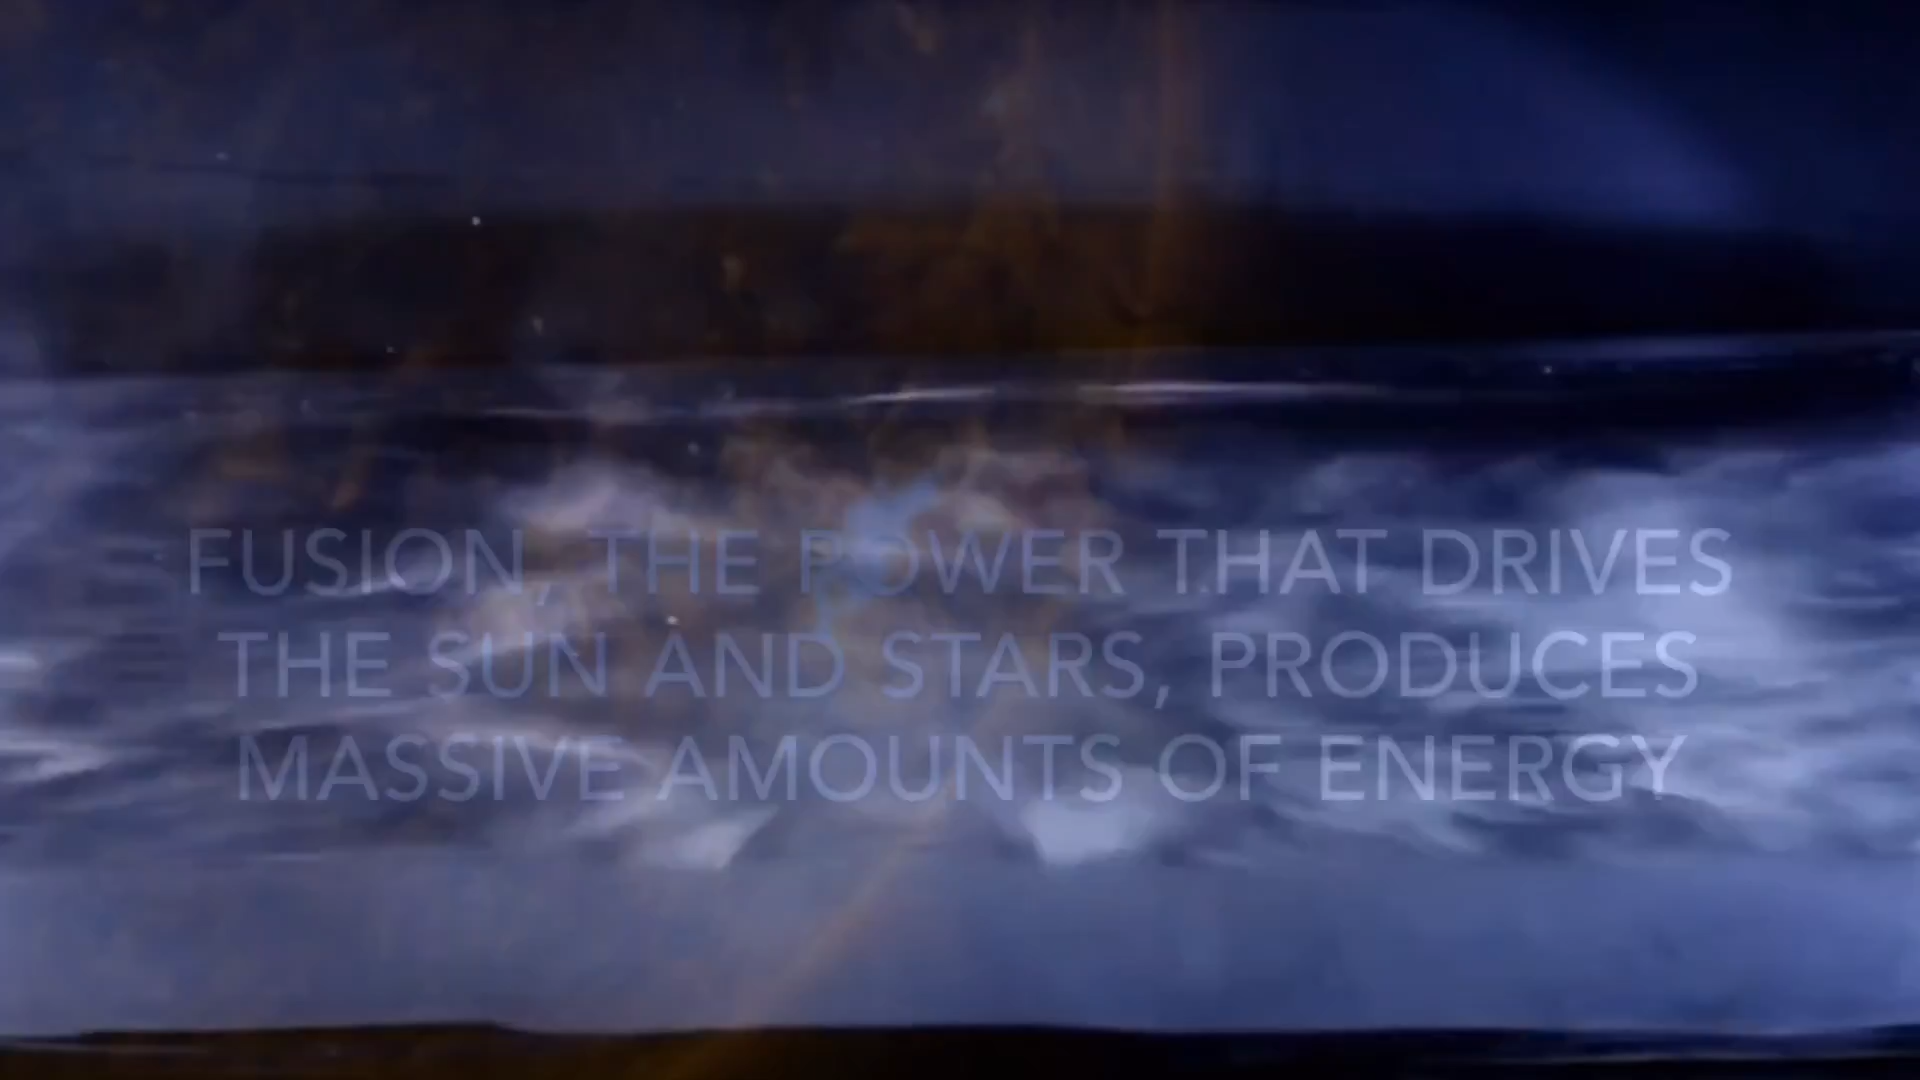 FUSION, THE POWER THAT DRIVES
THE SUN AND STARS, PRODUCES
MASSIVE AMOUNTS OF ENERGY